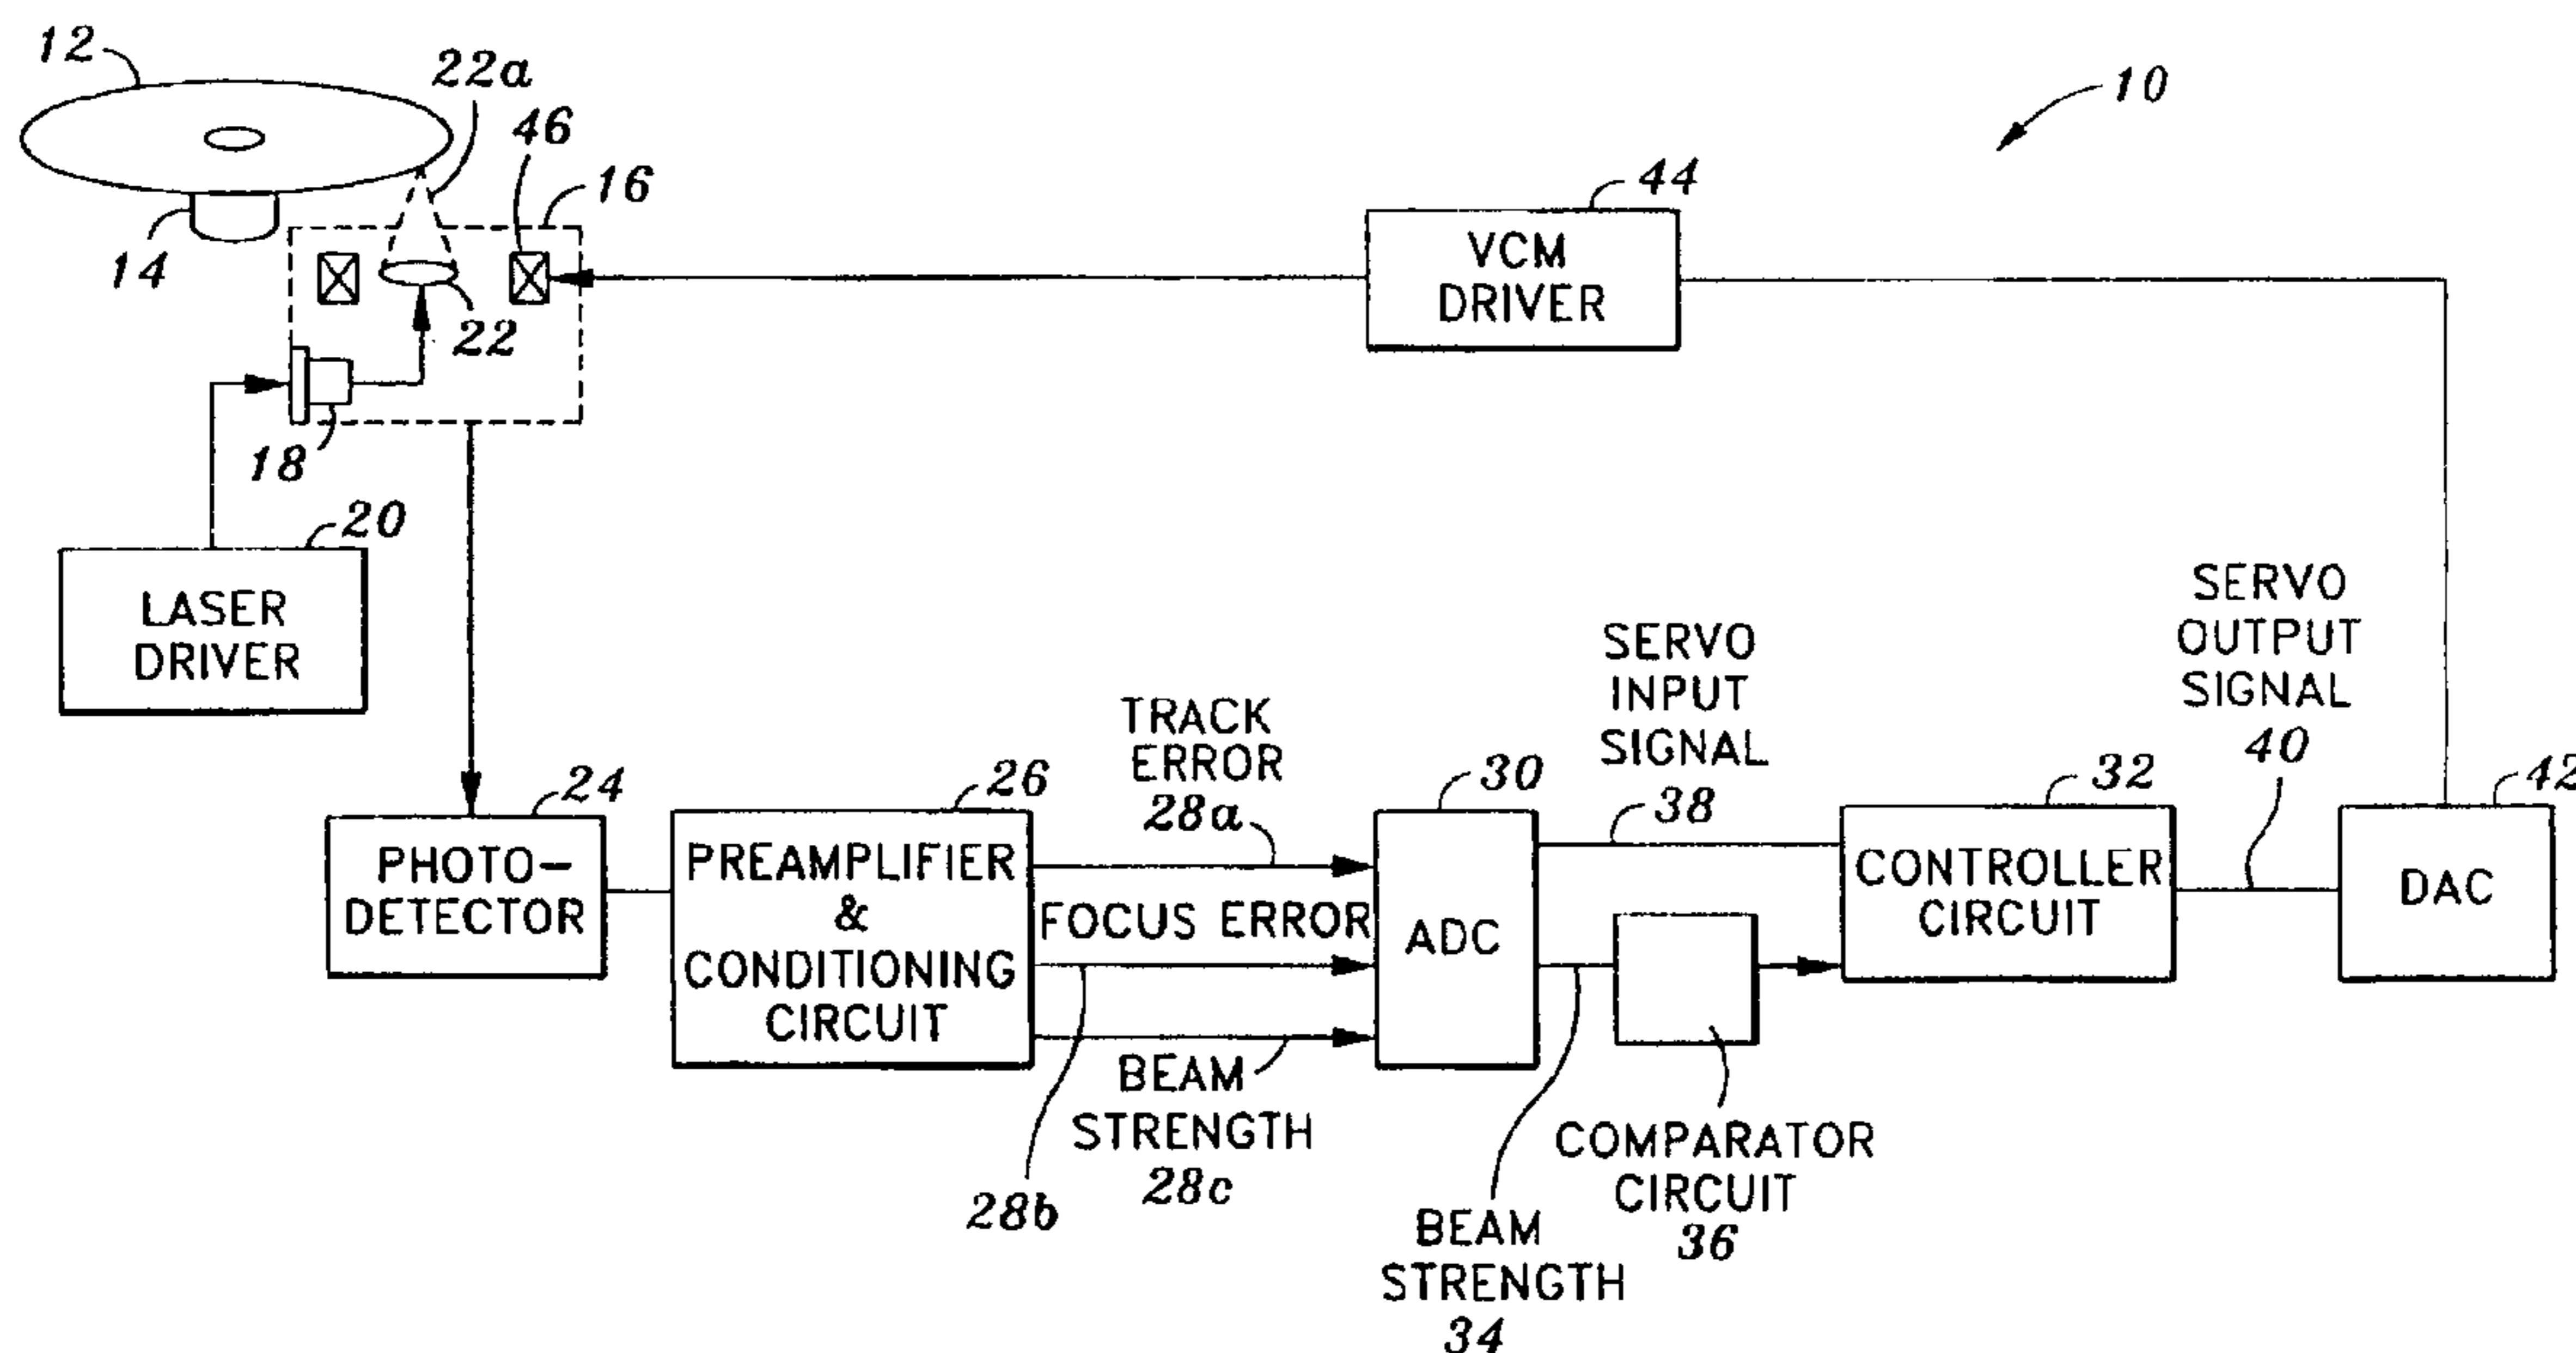 12
22a
46
10
16
44
VCM
DRIVER
14
22
18
20
LASER
DRIVER
SERVO
OUTPUT
SIGNAL
40
SERVO
INPUT
SIGNAL
38
TRACK
ERROR
28a
24
26
30
32
42
PHOTO-
DETECTOR
PREAMPLIFIER
&
CONDITIONING
CIRCUIT
FOCUS ERROR
ADC
CONTROLLER
CIRCUIT
DAC
BEAM
STRENGTH
28c
28b
COMPARATOR
CIRCUIT
36
BEAM
STRENGTH
34